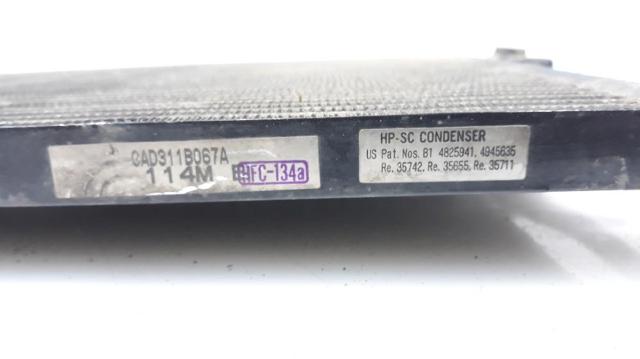 CAD311B067A
114M
HFC-134a
HP-SC CONDENSER
US Pat. Nos. B1 4825941, 4945635
Re. 35742, Re. 35655, Re. 35711